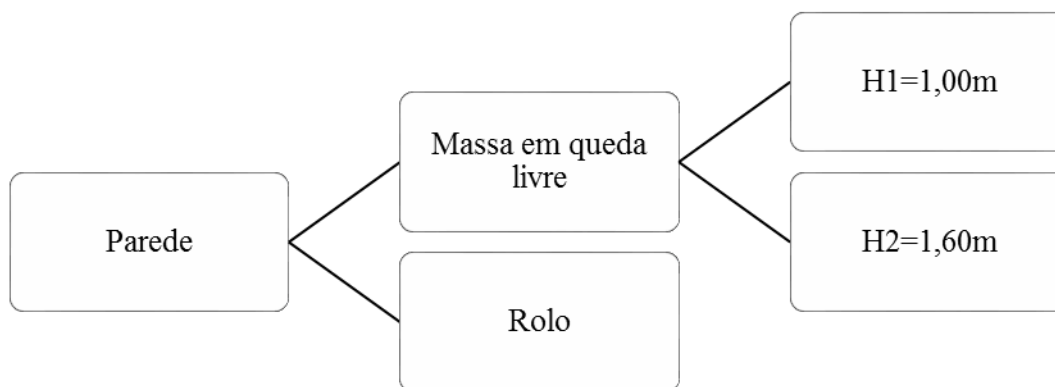 Parede
Massa em queda
livre
Rolo
H1=1,00m
H2=1,60m